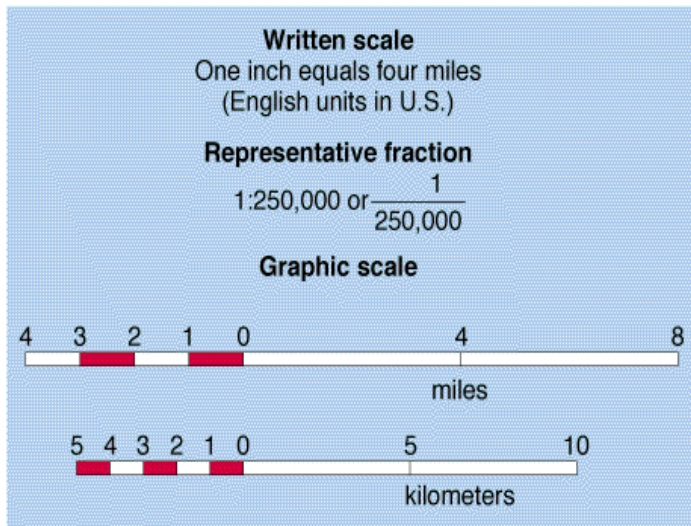 Written scale
One inch equals four miles
(English units in U.S.)
Representative fraction
1:250,000 or 1/250,000
Graphic scale
4 3 2 1 0 4 8
miles
5 4 3 2 1 0 5 10
kilometers